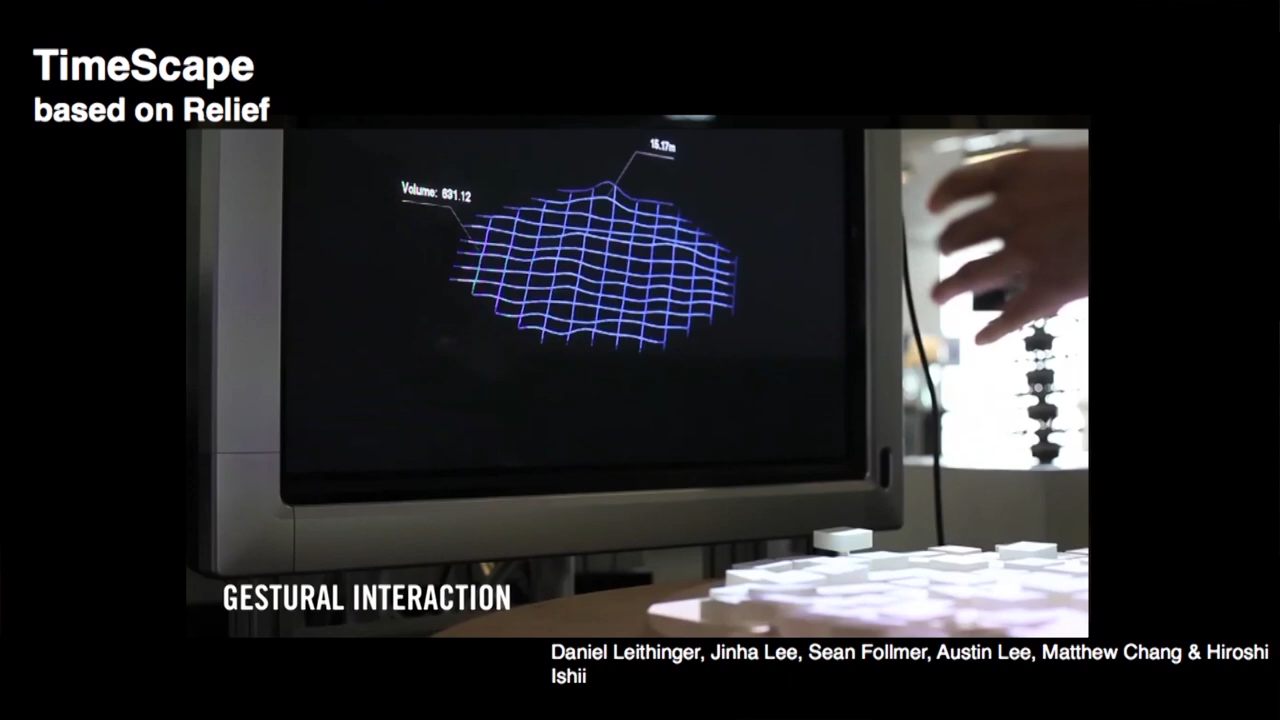 TimeScape
based on Relief
15.17m
Volume: 631.12
GESTURAL INTERACTION
Daniel Leithinger, Jinha Lee, Sean Follmer, Austin Lee, Matthew Chang & Hiroshi
Ishii